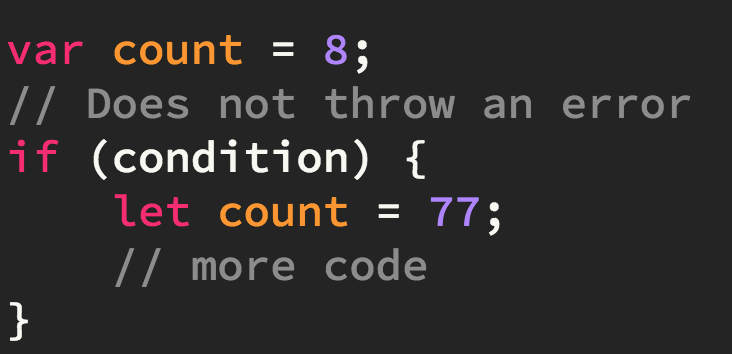 var count = 8;
// Does not throw an error
if (condition) {
    let count = 77;
    // more code
}